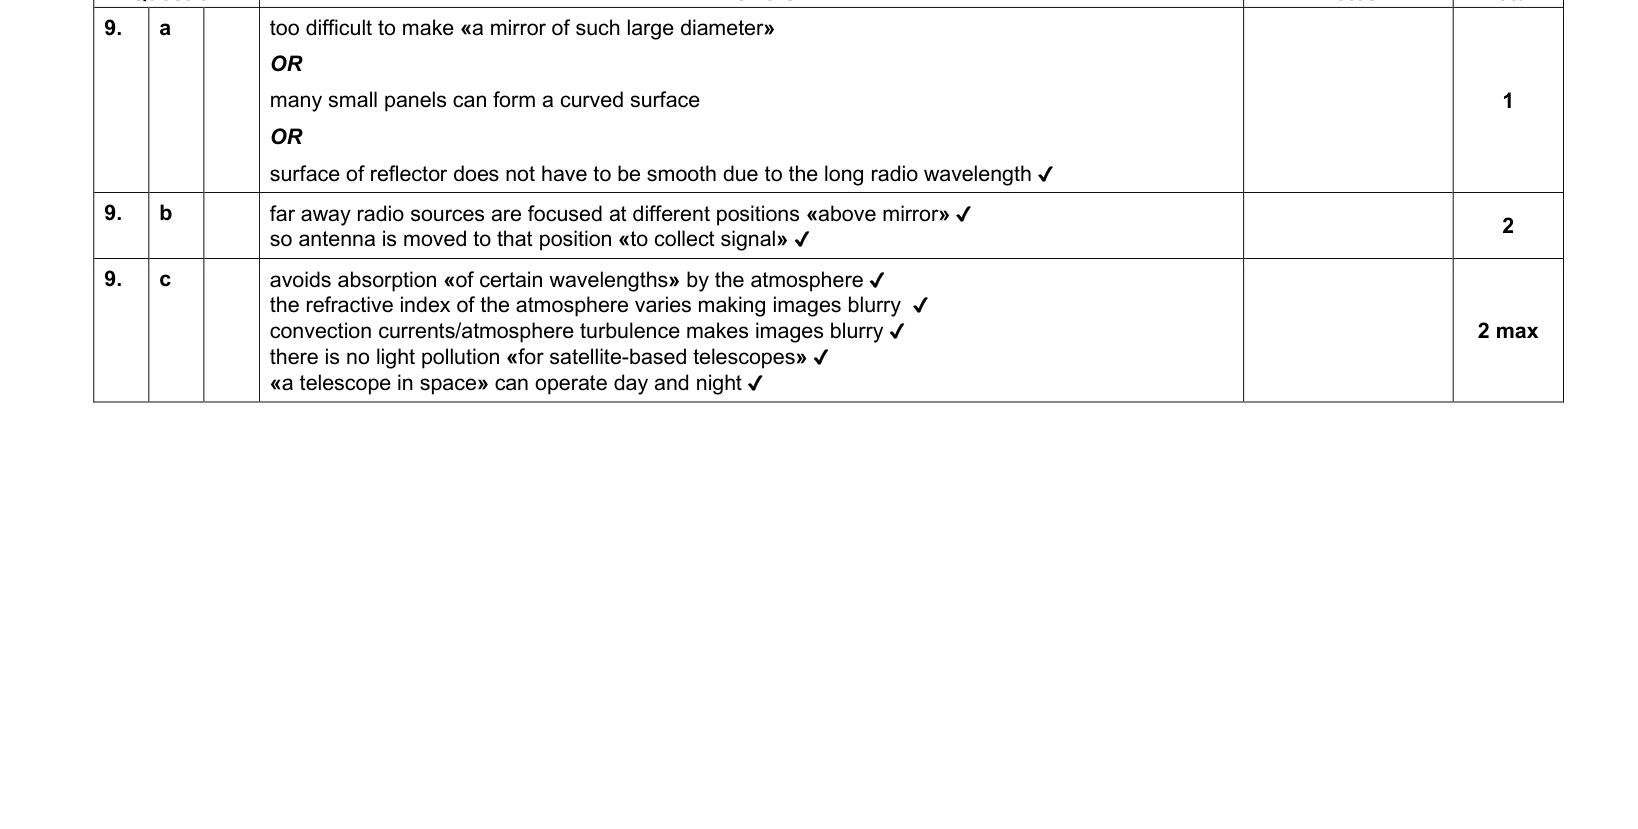 9. a too difficult to make «a mirror of such large diameter»
OR
many small panels can form a curved surface
1
OR
surface of reflector does not have to be smooth due to the long radio wavelength ✓
9. b far away radio sources are focused at different positions «above mirror» ✓
so antenna is moved to that position «to collect signal» ✓
2
9. c avoids absorption «of certain wavelengths» by the atmosphere ✓
the refractive index of the atmosphere varies making images blurry ✓
convection currents/atmosphere turbulence makes images blurry ✓
2 max
there is no light pollution «for satellite-based telescopes» ✓
«a telescope in space» can operate day and night ✓